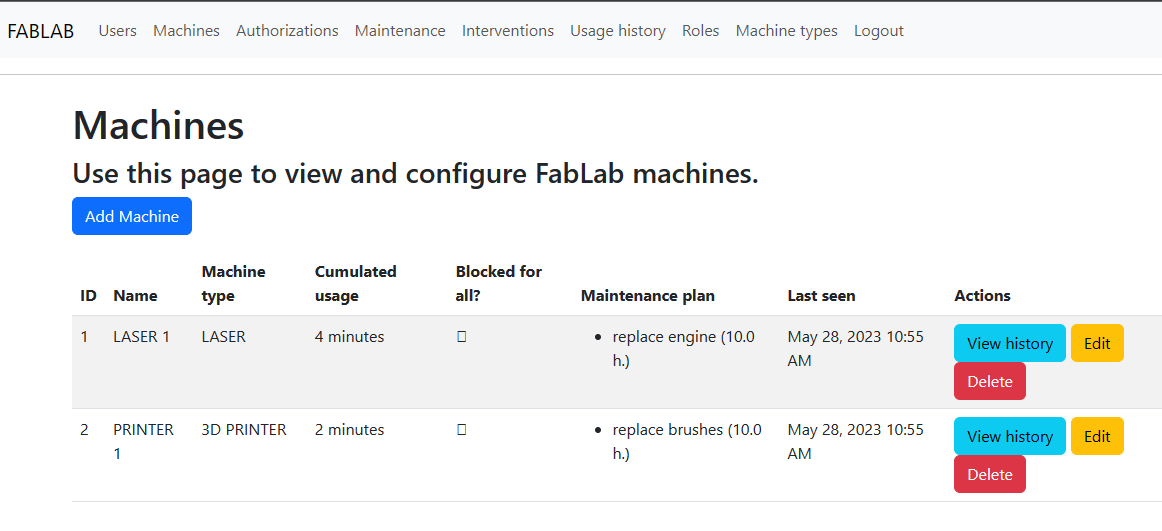 FABLAB Users Machines Authorizations Maintenance Interventions Usage history Roles Machine types Logout
Machines
Use this page to view and configure FabLab machines.
Add Machine
ID Name Machine type Cumulated usage Blocked for all? Maintenance plan Last seen Actions
1 LASER 1 LASER 4 minutes • replace engine (10.0 h.) May 28, 2023 10:55 AM View history Edit Delete
2 PRINTER 1 3D PRINTER 2 minutes • replace brushes (10.0 h.) May 28, 2023 10:55 AM View history Edit Delete